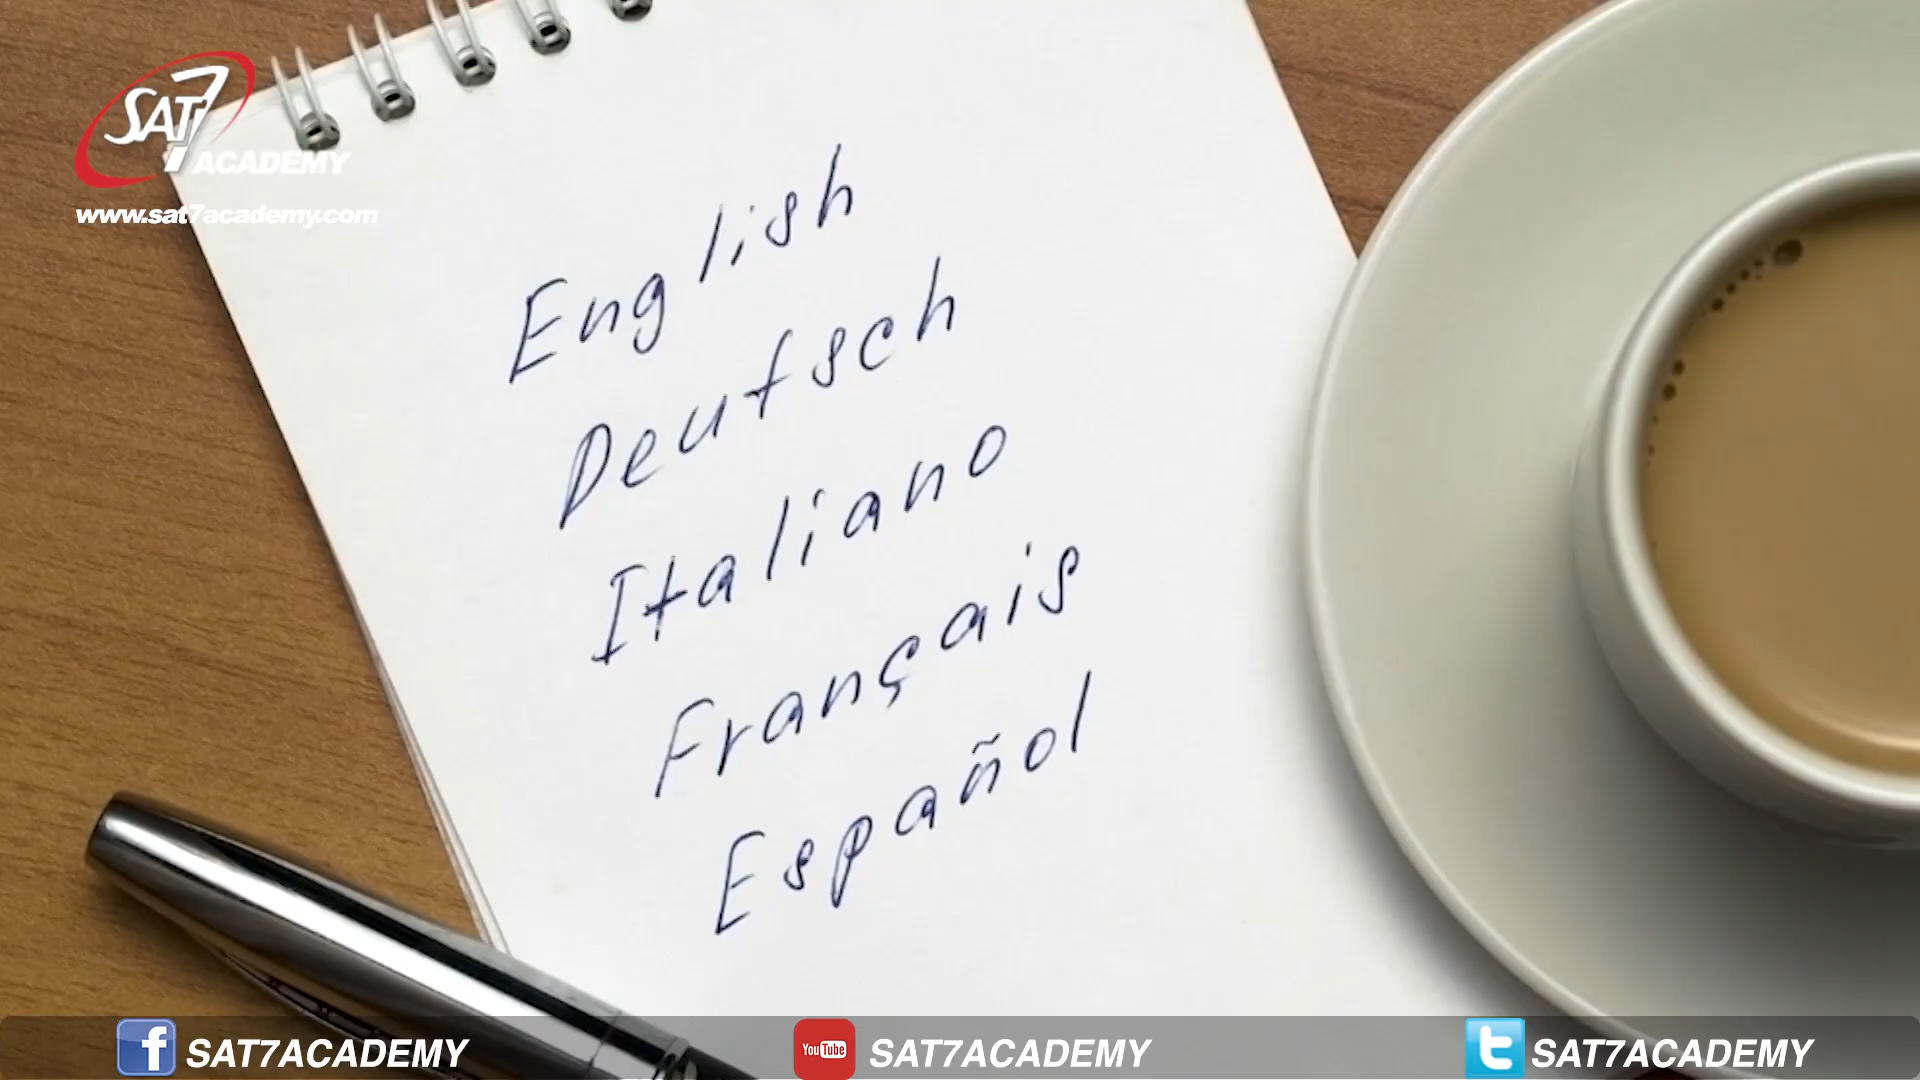 SAT7
ACADEMY
www.sat7academy.com
English
Deutsch
Italiano
Français
Español
SAT7ACADEMY
You Tube
SAT7ACADEMY
SAT7ACADEMY